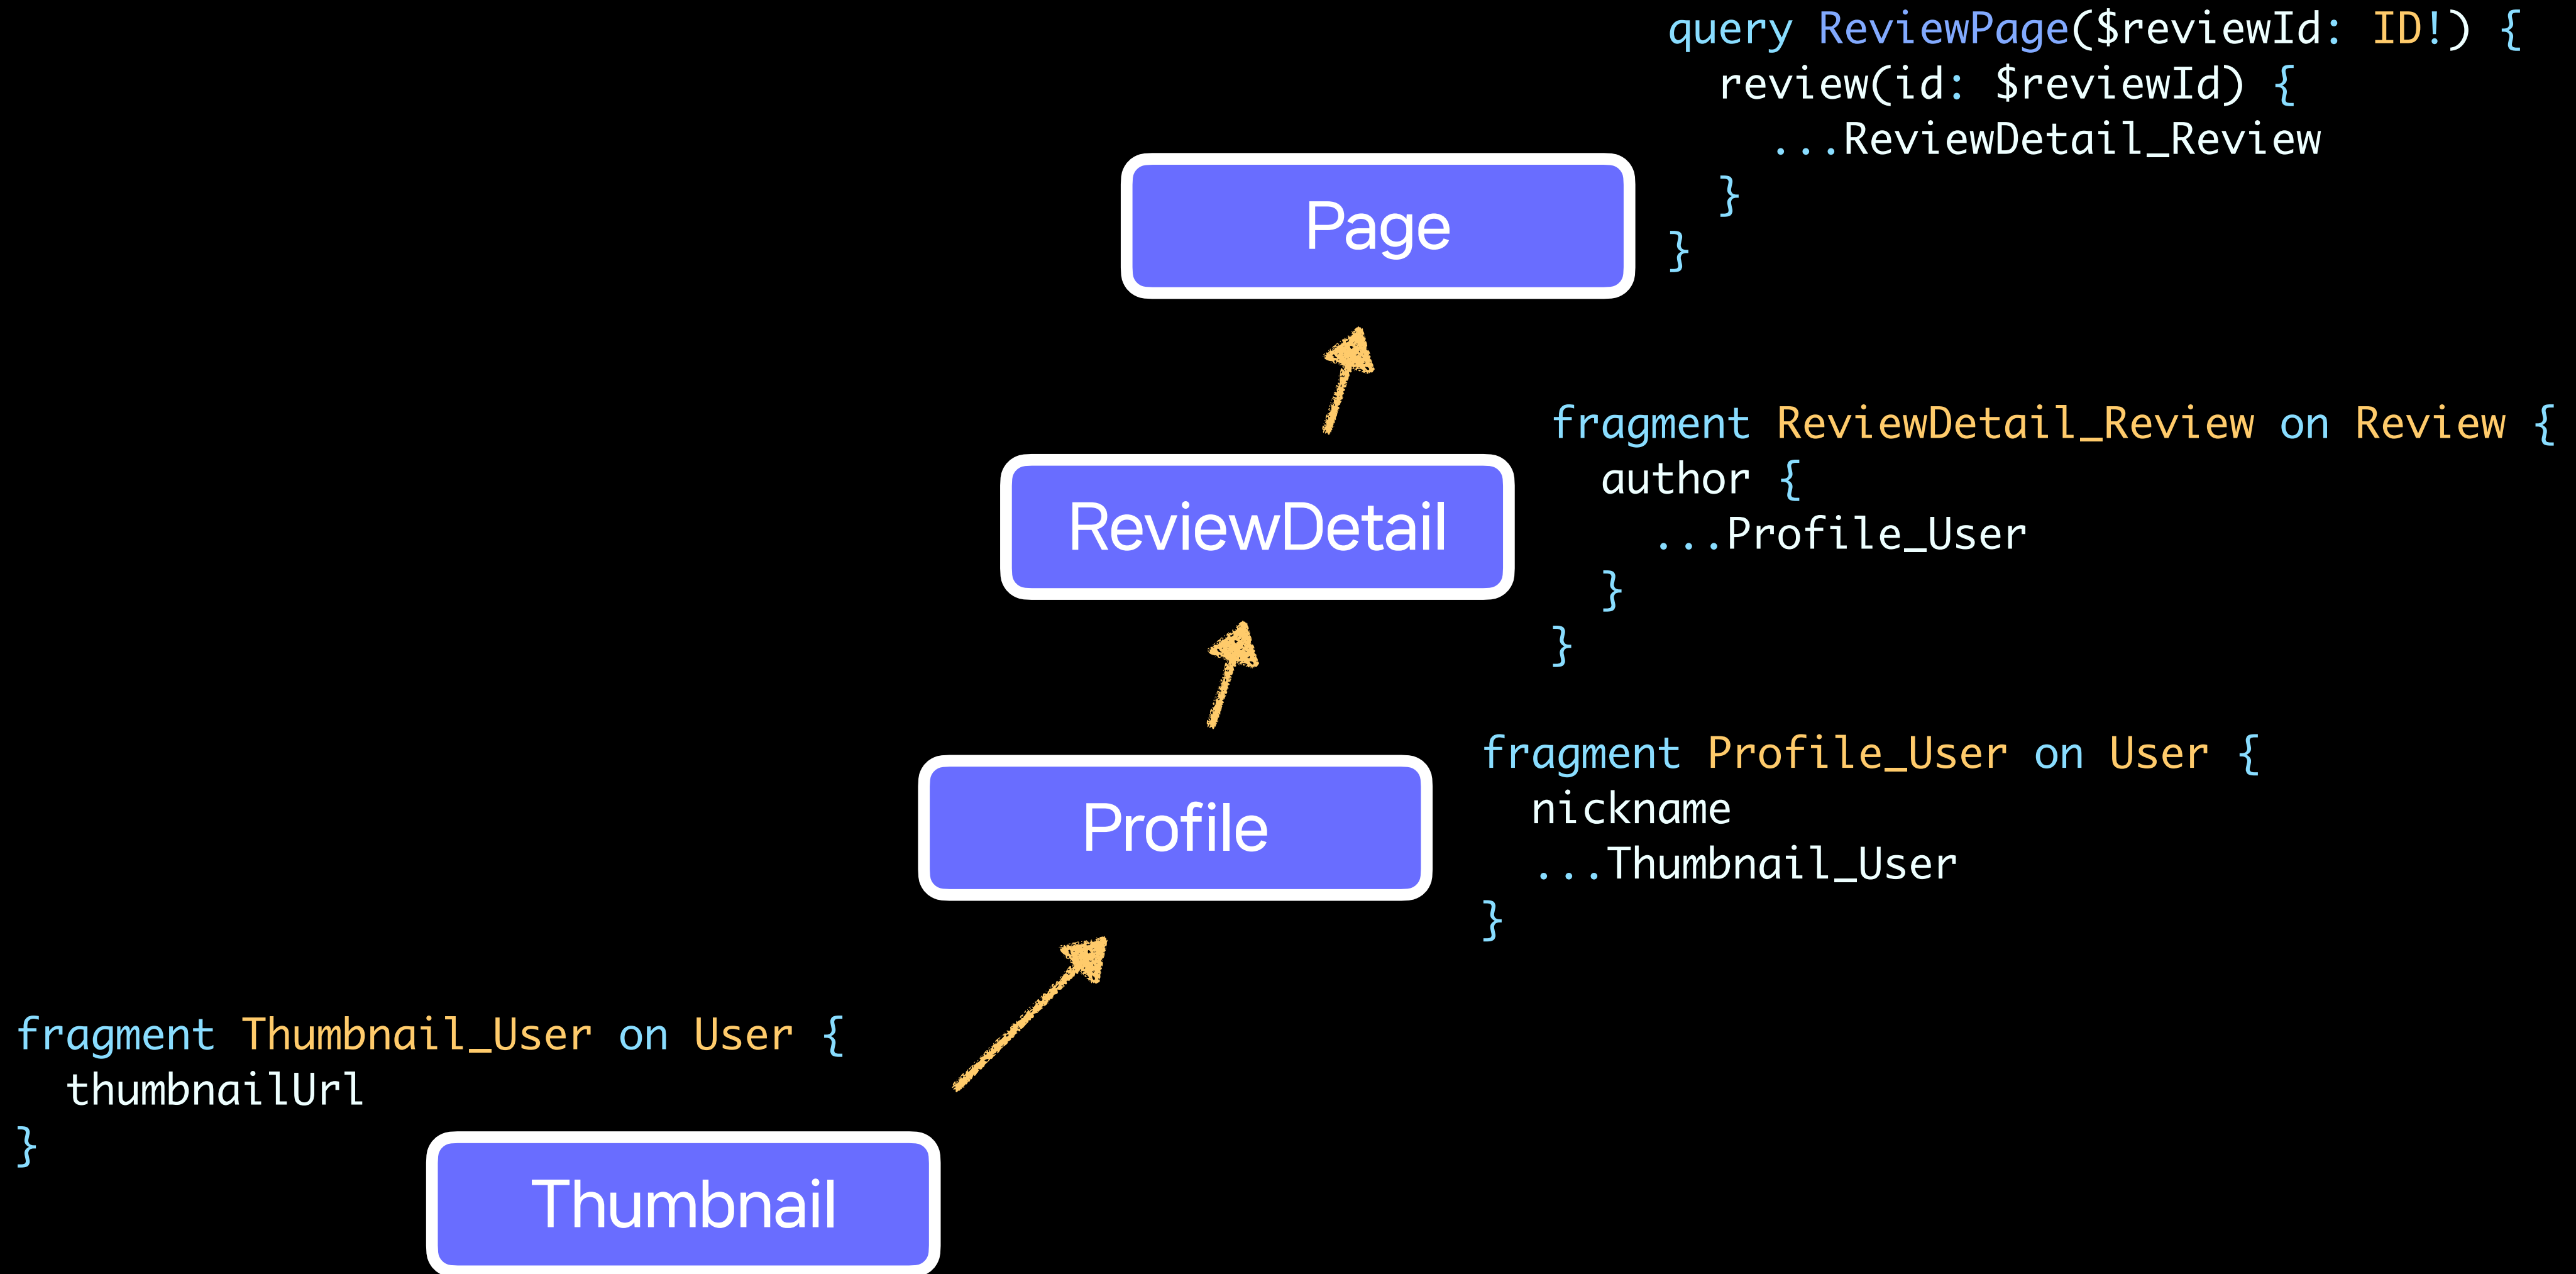 query ReviewPage($reviewId: ID!) {
  review(id: $reviewId) {
    ...ReviewDetail_Review
  }
}
Page
fragment ReviewDetail_Review on Review {
  author {
    ...Profile_User
  }
}
ReviewDetail
fragment Profile_User on User {
  nickname
  ...Thumbnail_User
}
Profile
fragment Thumbnail_User on User {
  thumbnailUrl
}
Thumbnail